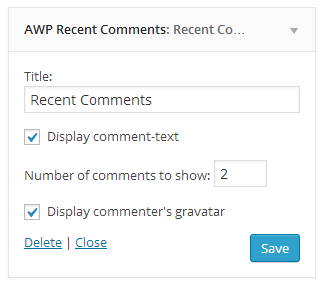 AWP Recent Comments: Recent Co...
Title:
Recent Comments
Display comment-text
Number of comments to show: 2
Display commenter's gravatar
Delete | Close
Save